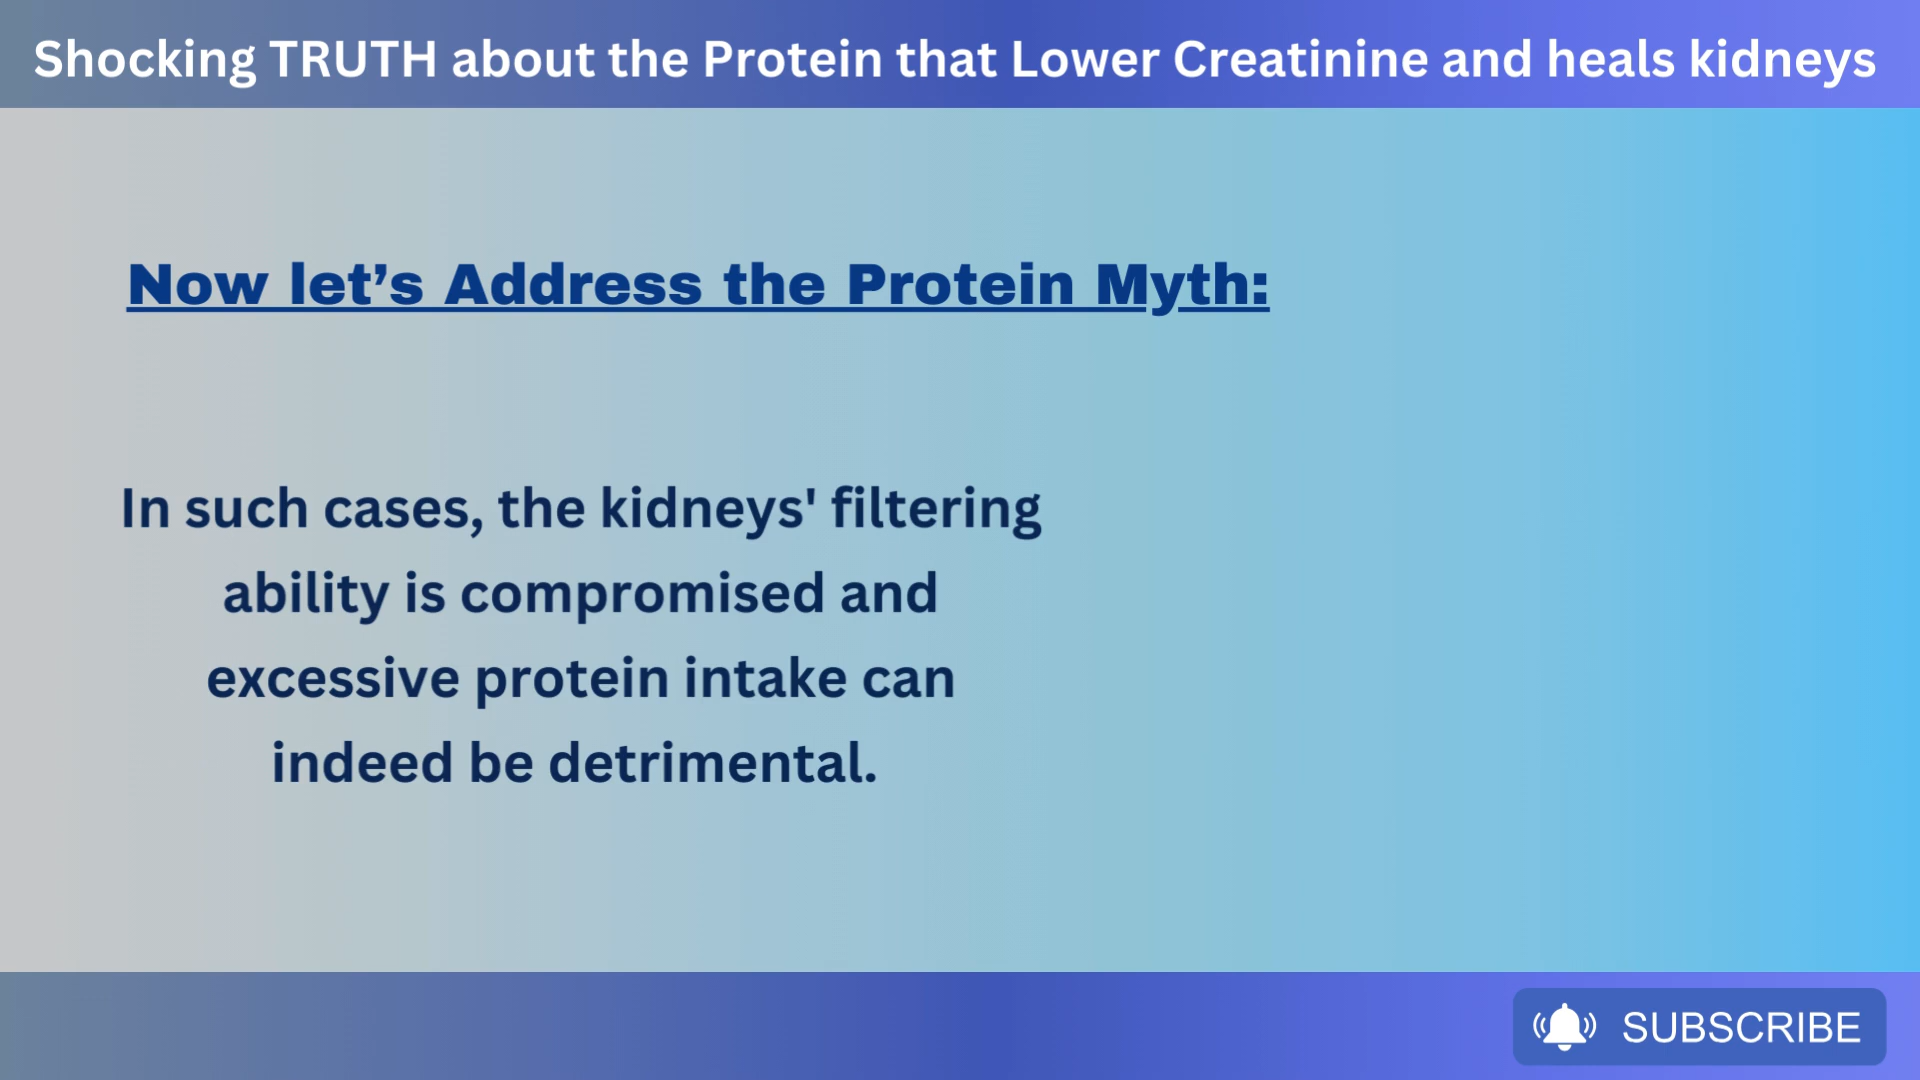 Shocking TRUTH about the Protein that Lower Creatinine and heals kidneys
Now let’s Address the Protein Myth:
In such cases, the kidneys' filtering
ability is compromised and
excessive protein intake can
indeed be detrimental.
SUBSCRIBE